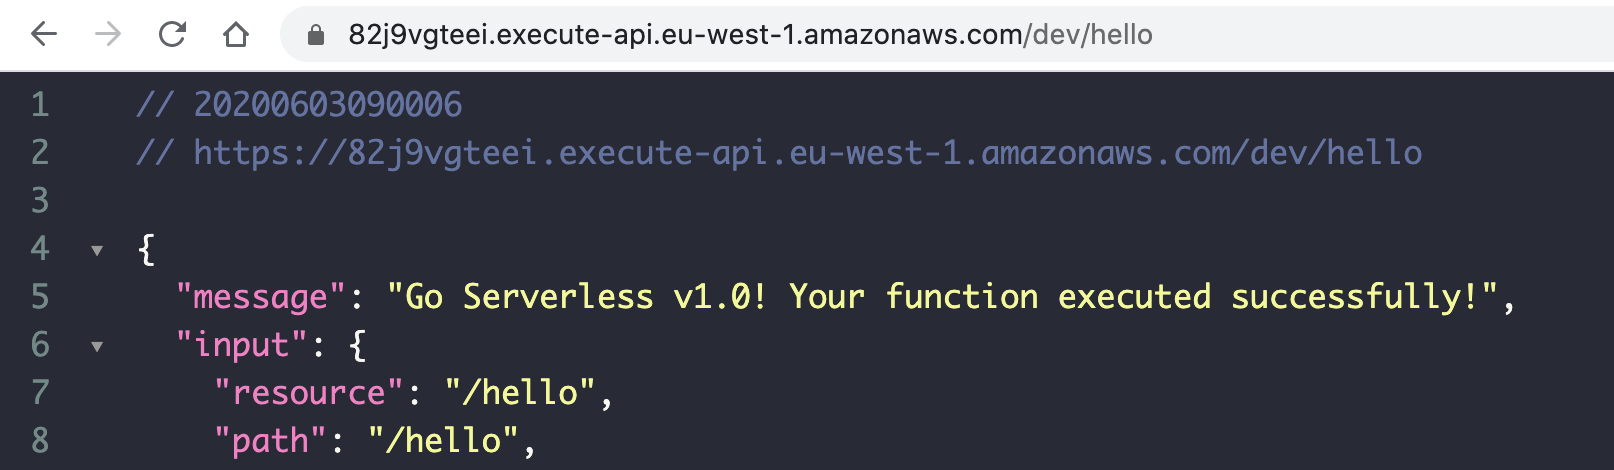 82j9vgteei.execute-api.eu-west-1.amazonaws.com/dev/hello
1 // 20200603090006
2 // https://82j9vgteei.execute-api.eu-west-1.amazonaws.com/dev/hello
3
4 {
5 "message": "Go Serverless v1.0! Your function executed successfully!",
6 "input": {
7 "resource": "/hello",
8 "path": "/hello",